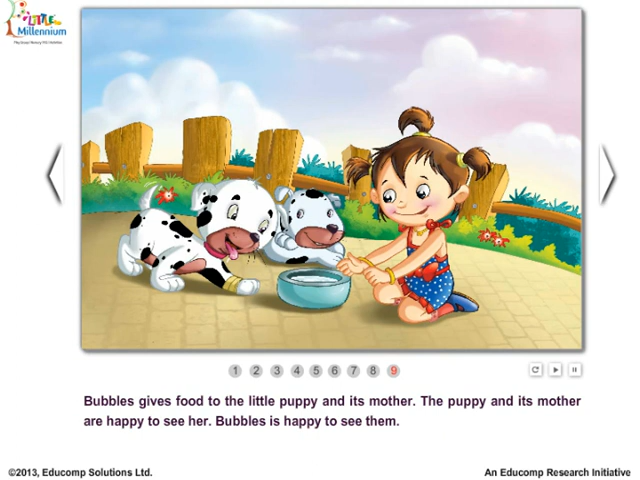 LITTLE
Millennium
1 2 3 4 5 6 7 8 9
Bubbles gives food to the little puppy and its mother. The puppy and its mother
are happy to see her. Bubbles is happy to see them.
©2013, Educomp Solutions Ltd.
An Educomp Research Initiative